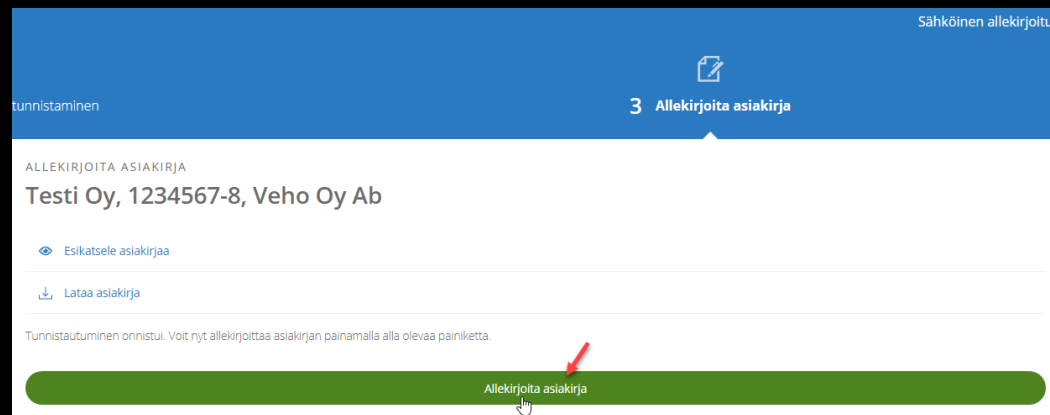 Sähköinen allekirjoitu
tunnistaminen
3 Allekirjoita asiakirja
ALLEKIRJOITA ASIAKIRJA
Testi Oy, 1234567-8, Veho Oy Ab
Esikatsele asiakirjaa
Lataa asiakirja
Tunnistautuminen onnistui. Voit nyt allekirjoittaa asiakirjan painamalla alla olevaa painiketta.
Allekirjoita asiakirja